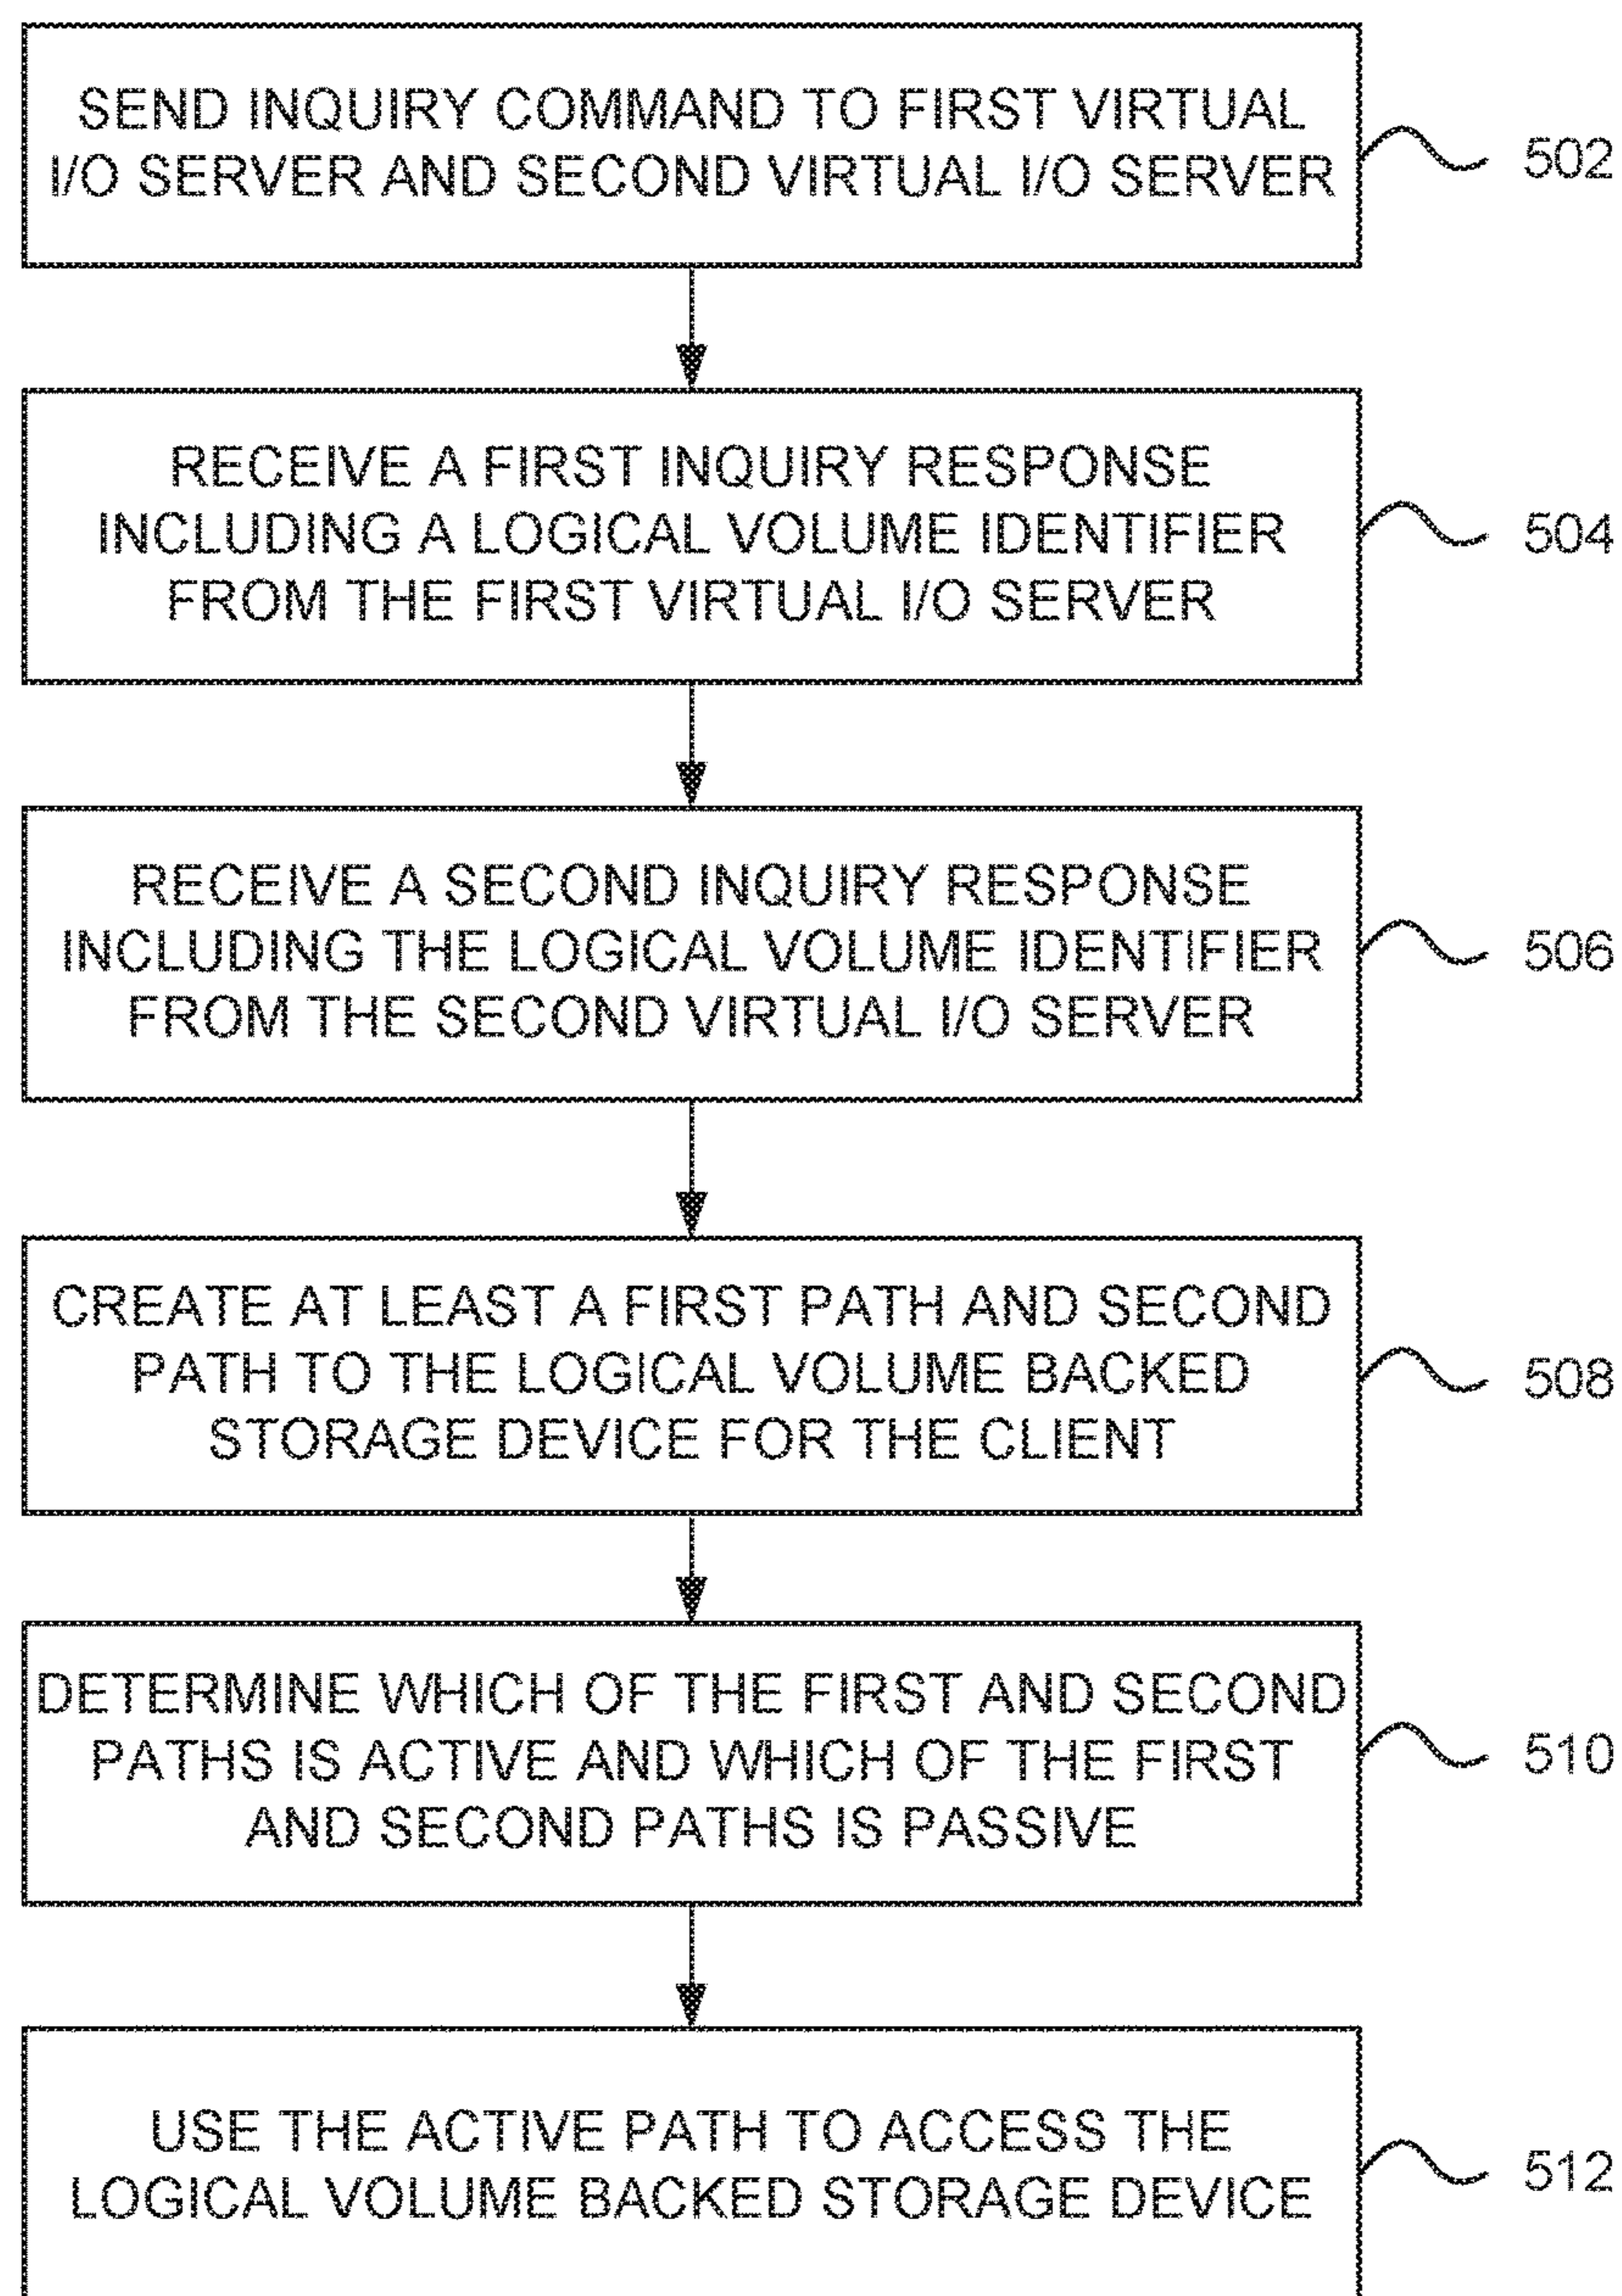 SEND INQUIRY COMMAND TO FIRST VIRTUAL
I/O SERVER AND SECOND VIRTUAL I/O SERVER
502
RECEIVE A FIRST INQUIRY RESPONSE
INCLUDING A LOGICAL VOLUME IDENTIFIER
FROM THE FIRST VIRTUAL I/O SERVER
504
RECEIVE A SECOND INQUIRY RESPONSE
INCLUDING THE LOGICAL VOLUME IDENTIFIER
FROM THE SECOND VIRTUAL I/O SERVER
506
CREATE AT LEAST A FIRST PATH AND SECOND
PATH TO THE LOGICAL VOLUME BACKED
STORAGE DEVICE FOR THE CLIENT
508
DETERMINE WHICH OF THE FIRST AND SECOND
PATHS IS ACTIVE AND WHICH OF THE FIRST
AND SECOND PATHS IS PASSIVE
510
USE THE ACTIVE PATH TO ACCESS THE
LOGICAL VOLUME BACKED STORAGE DEVICE
512